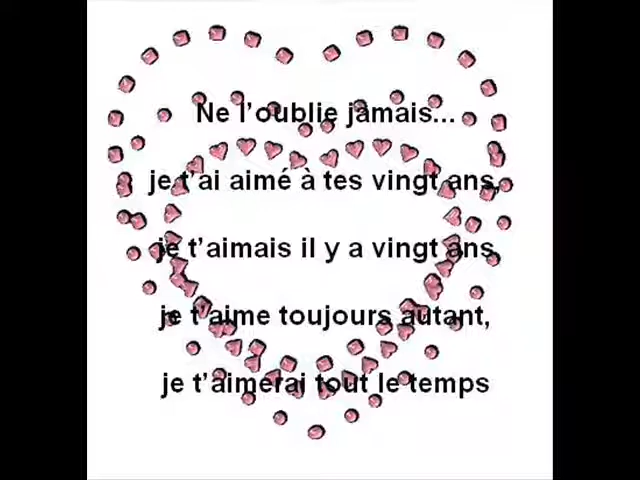 Ne l'oublie jamais...
je t'ai aimé à tes vingt ans,
je t'aimais il y a vingt ans
je t'aime toujours autant,
je t'aimerai tout le temps